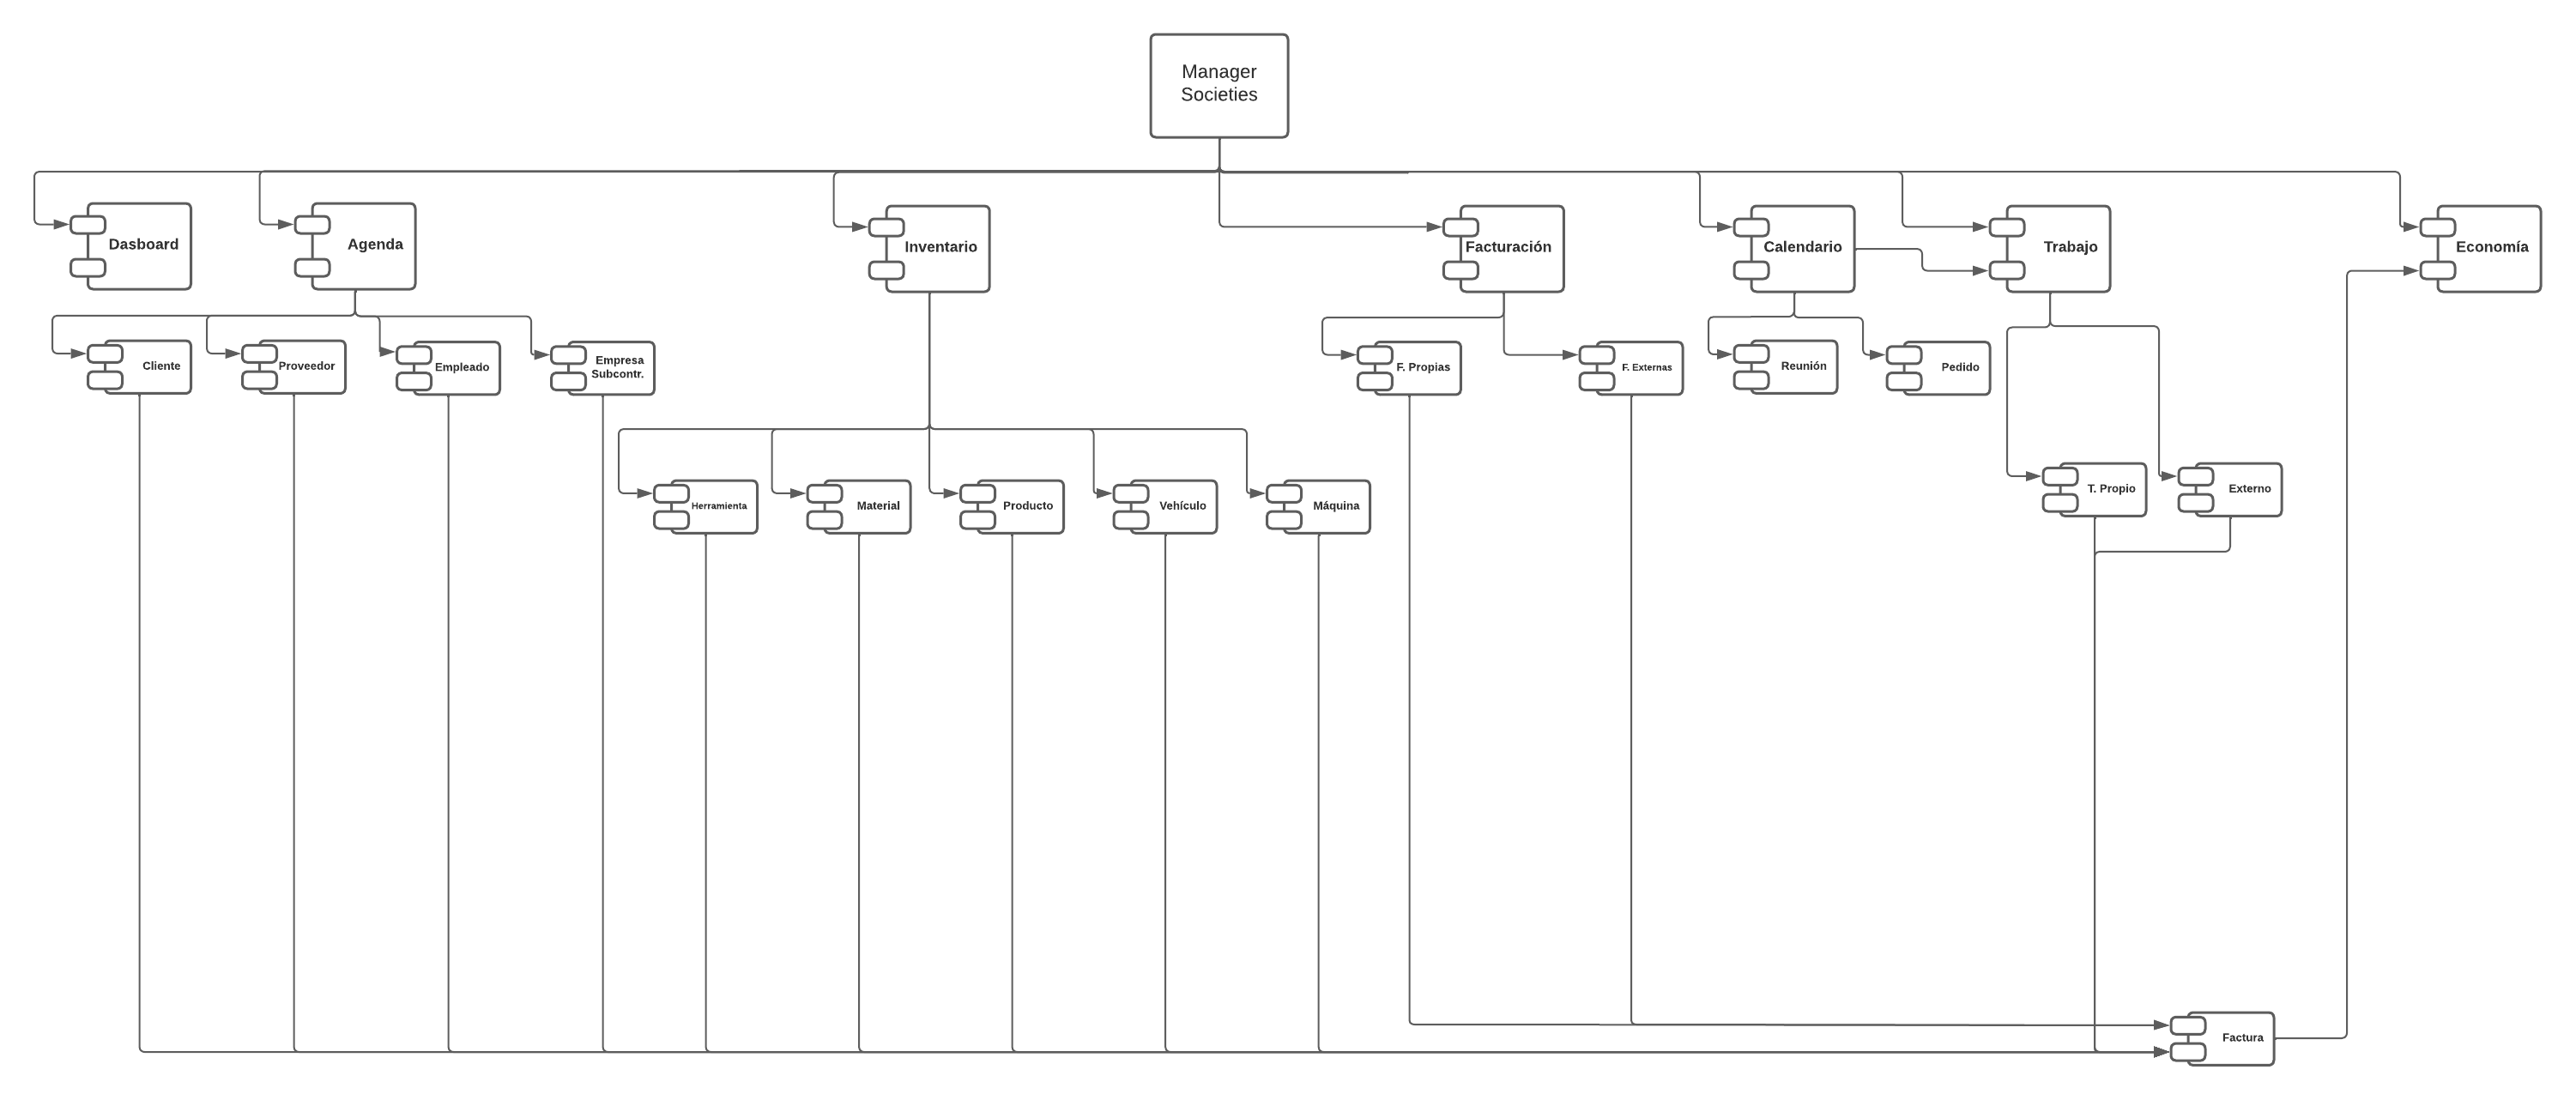 Manager
Societies
Dasboard
Agenda
Inventario
Facturación
Calendario
Trabajo
Economía
Cliente
Proveedor
Empleado
Empresa
Subcontr.
F. Propias
F. Externas
Reunión
Pedido
Herramienta
Material
Producto
Vehículo
Máquina
T. Propio
Externo
Factura